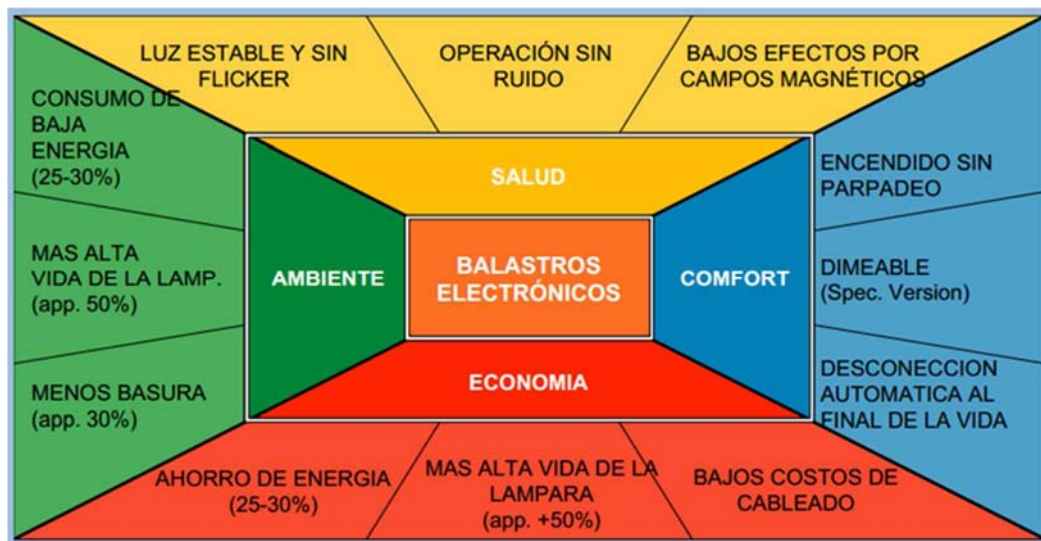 LUZ ESTABLE Y SIN
FLICKER
OPERACIÓN SIN
RUIDO
BAJOS EFECTOS POR
CAMPOS MAGNÉTICOS
CONSUMO DE
BAJA
ENERGIA
(25-30%)
MAS ALTA
VIDA DE LA LAMP.
(app. 50%)
MENOS BASURA
(app. 30%)
SALUD
AMBIENTE
BALASTROS
ELECTRÓNICOS
COMFORT
ECONOMIA
ENCENDIDO SIN
PARPADEO
DIMEABLE
(Spec. Version)
DESCONECCION
AUTOMATICA AL
FINAL DE LA VIDA
AHORRO DE ENERGIA
(25-30%)
MAS ALTA VIDA DE LA
LAMPARA
(app. +50%)
BAJOS COSTOS DE
CABLEADO